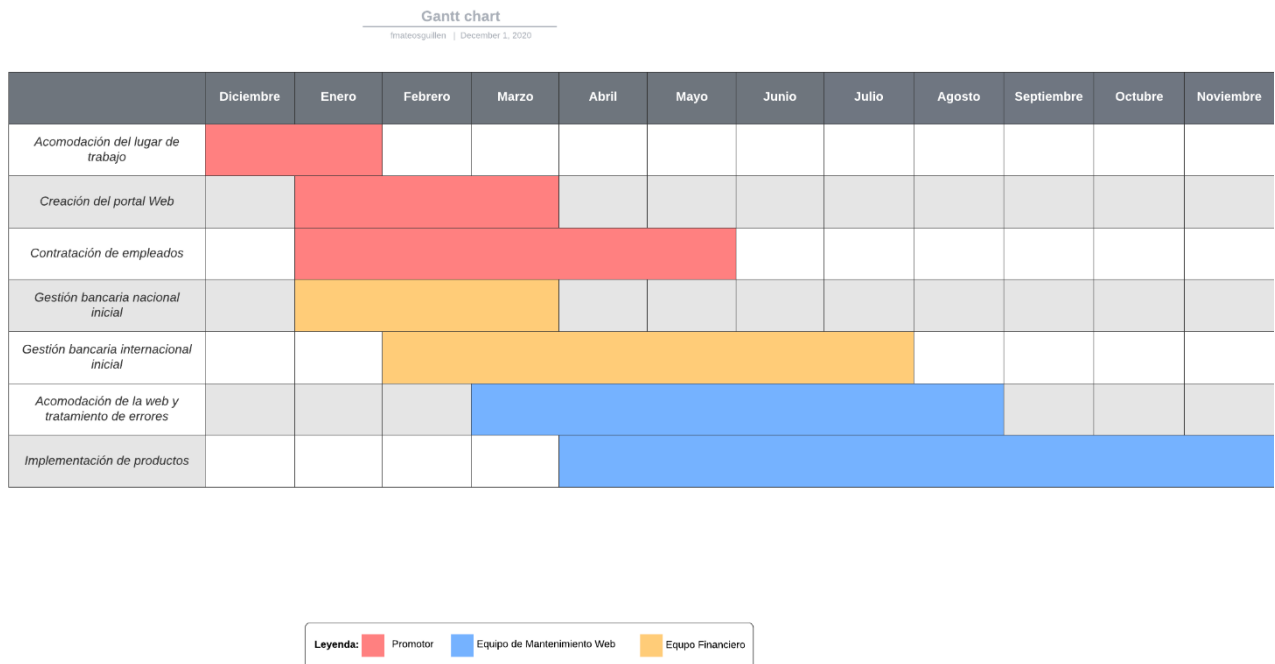 Gantt chart
fmateosguillen | December 1, 2020
Diciembre Enero Febrero Marzo Abril Mayo Junio Julio Agosto Septiembre Octubre Noviembre
Acomodación del lugar de
trabajo
Creación del portal Web
Contratación de empleados
Gestión bancaria nacional
inicial
Gestión bancaria internacional
inicial
Acomodación de la web y
tratamiento de errores
Implementación de productos
Leyenda: Promotor Equipo de Mantenimiento Web Equpo Financiero